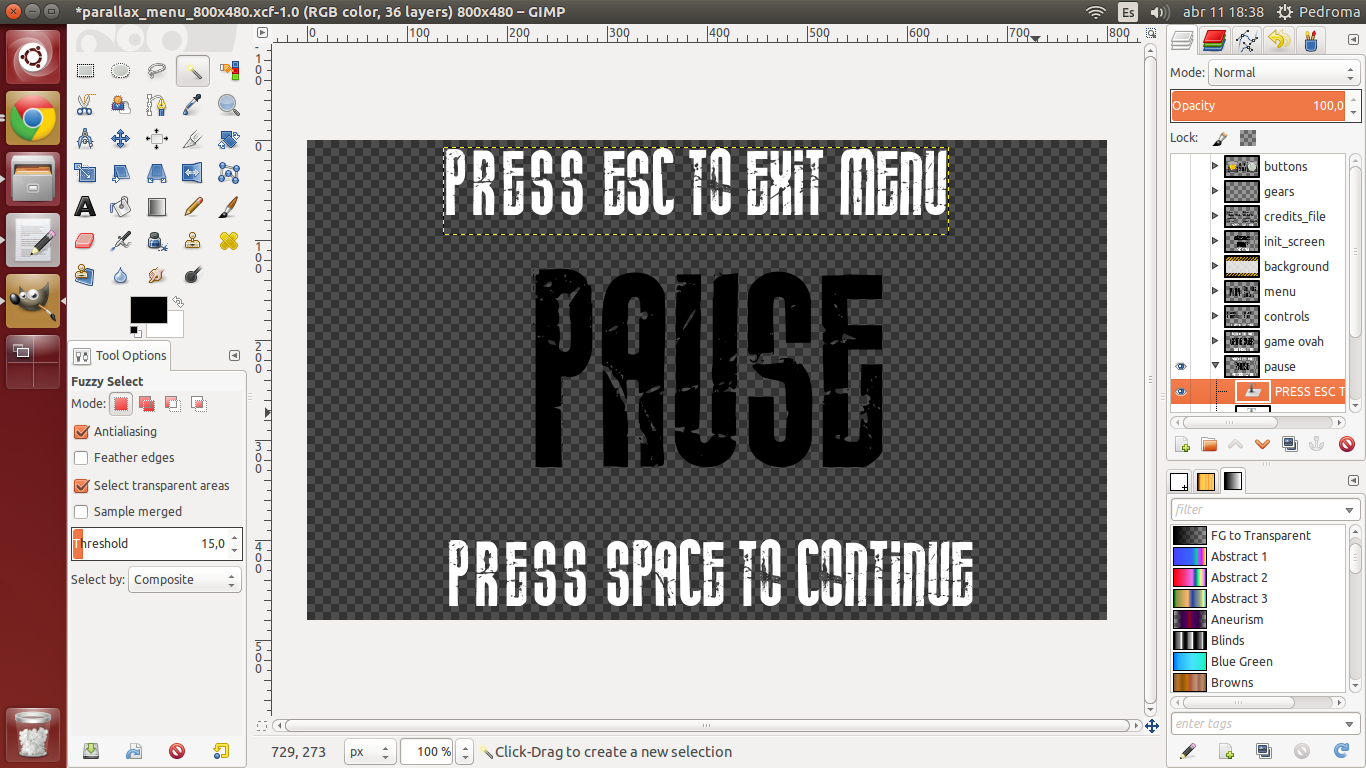 *parallax_menu_800x480.xcf-1.0 (RGB color, 36 layers) 800x480 – GIMP
Es
abr 11 18:38
Pedroma
0 100 200 300 400 500 600 700 800
Mode: Normal
Opacity 100,0
Lock:
buttons
gears
credits_file
init_screen
background
menu
controls
game ovah
pause
PRESS ESC T
PRESS ESC TO EXIT MENU
PAUSE
PRESS SPACE TO CONTINUE
-100
0
100
200
300
400
500
Tool Options
Fuzzy Select
Mode:
Antialiasing
Feather edges
Select transparent areas
Sample merged
Threshold 15,0
Select by: Composite
filter
FG to Transparent
Abstract 1
Abstract 2
Abstract 3
Aneurism
Blinds
Blue Green
Browns
enter tags
729, 273
px
100 %
Click-Drag to create a new selection